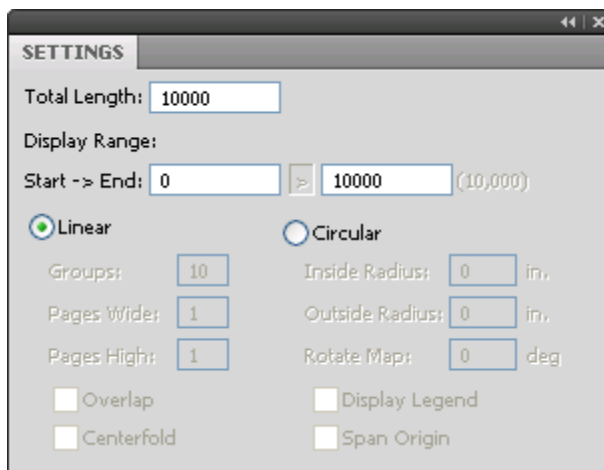 SETTINGS
Total Length: 10000
Display Range:
Start -> End: 0 > 10000 (10,000)
Linear Circular
Groups: 10 Inside Radius: 0 in.
Pages Wide: 1 Outside Radius: 0 in.
Pages High: 1 Rotate Map: 0 deg
Overlap Display Legend
Centerfold Span Origin